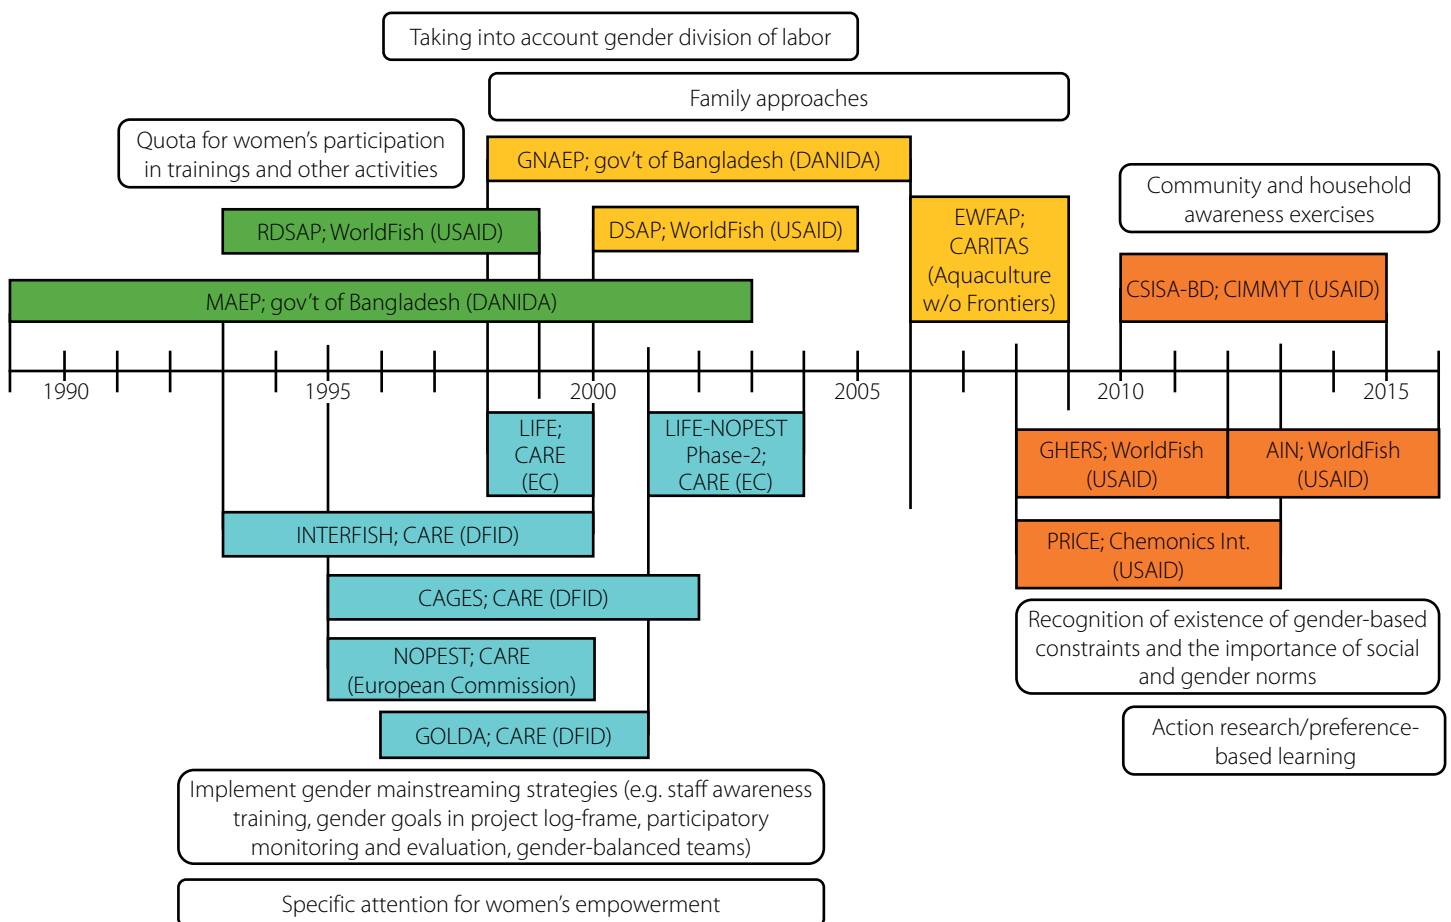 Taking into account gender division of labor
Family approaches
Quota for women’s participation
in trainings and other activities
GNAEP; gov’t of Bangladesh (DANIDA)
Community and household
awareness exercises
RDSAP; WorldFish (USAID)
DSAP; WorldFish (USAID)
EWFAP;
CARITAS
(Aquaculture
w/o Frontiers)
MAEP; gov’t of Bangladesh (DANIDA)
CSISA-BD; CIMMYT (USAID)
1990
1995
2000
2005
2010
2015
LIFE;
CARE
(EC)
LIFE-NOPEST
Phase-2;
CARE (EC)
GHERS; WorldFish
(USAID)
AIN; WorldFish
(USAID)
INTERFISH; CARE (DFID)
PRICE; Chemonics Int.
(USAID)
CAGES; CARE (DFID)
NOPEST; CARE
(European Commission)
Recognition of existence of gender-based
constraints and the importance of social
and gender norms
GOLDA; CARE (DFID)
Action research/preference-
based learning
Implement gender mainstreaming strategies (e.g. staff awareness
training, gender goals in project log-frame, participatory
monitoring and evaluation, gender-balanced teams)
Specific attention for women’s empowerment